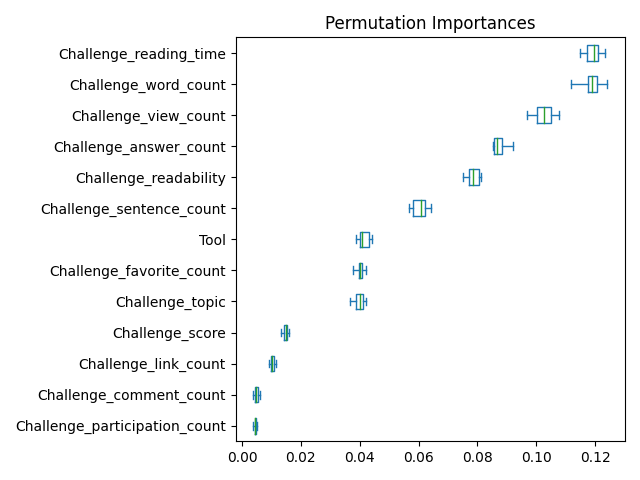 Permutation Importances
Challenge_reading_time
Challenge_word_count
Challenge_view_count
Challenge_answer_count
Challenge_readability
Challenge_sentence_count
Tool
Challenge_favorite_count
Challenge_topic
Challenge_score
Challenge_link_count
Challenge_comment_count
Challenge_participation_count
0.00 0.02 0.04 0.06 0.08 0.10 0.12